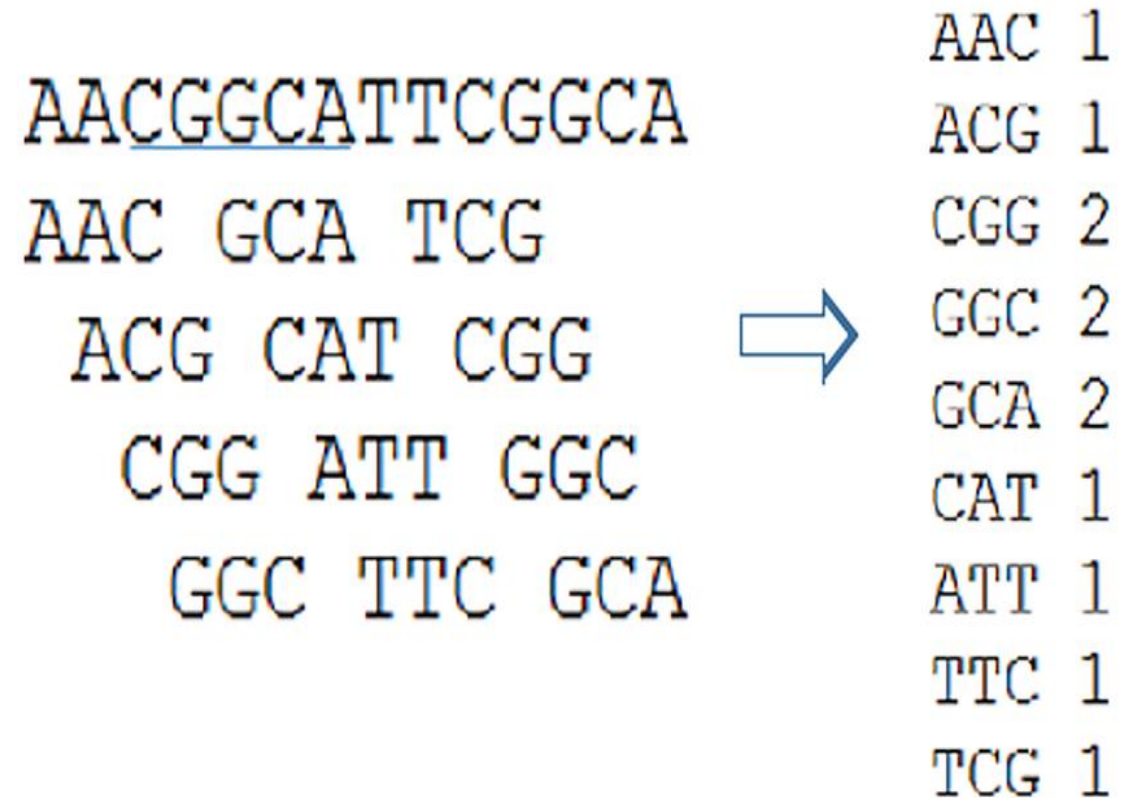 AACGGCATTCGGCA
AAC GCA TCG
ACG CAT CGG
CGG ATT GGC
GGC TTC GCA
AAC 1
ACG 1
CGG 2
GGC 2
GCA 2
CAT 1
ATT 1
TTC 1
TCG 1